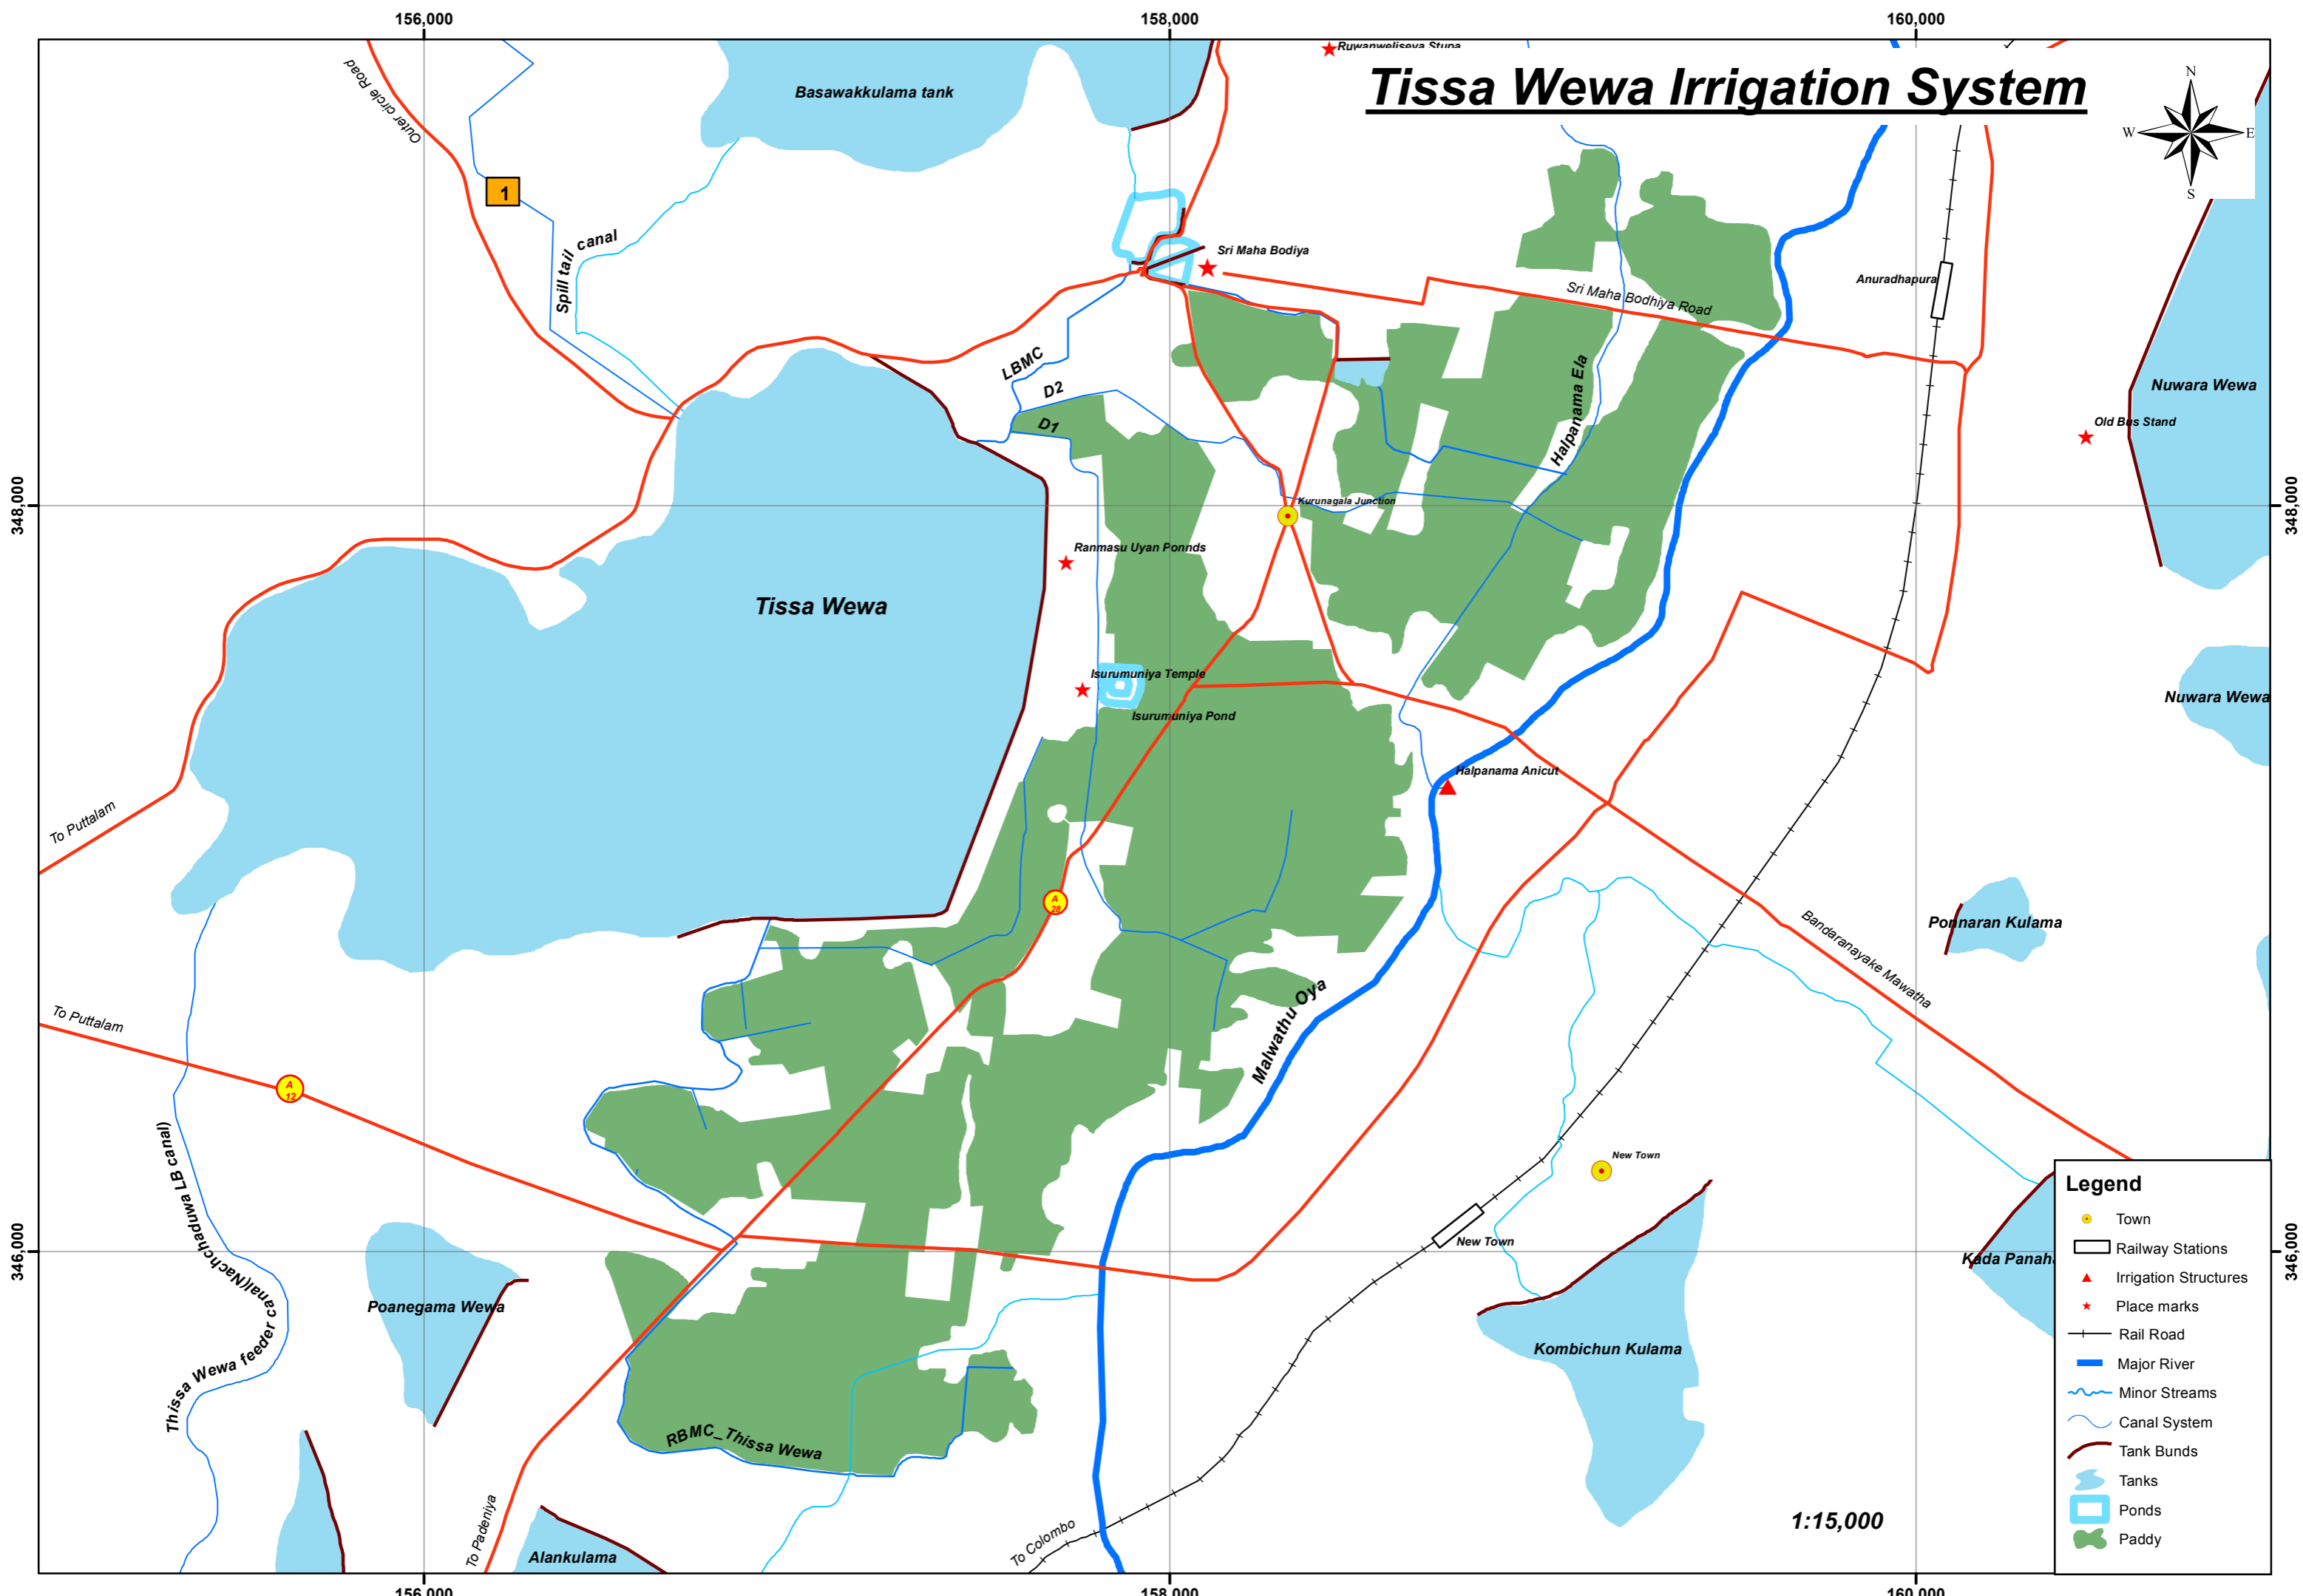 156,000
158,000
160,000
Ruwanweliseya Stupa
Tissa Wewa Irrigation System
N
W
E
S
Outer circle Road
Basawakkulama tank
1
Spill tail canal
Sri Maha Bodiya
Anuradhapura
Sri Maha Bodhiya Road
LBMC
D2
D1
Halpanama Ela
Nuwara Wewa
Old Bus Stand
348,000
348,000
Kurunagala Junction
Ranmasu Uyan Ponnds
Tissa Wewa
Isurumuniya Temple
Isurumuniya Pond
Nuwara Wewa
Halpanama Anicut
To Puttalam
A
28
Ponnaran Kulama
Bandaranayake Mawatha
Malwathu Oya
To Puttalam
A
12
Thissa Wewa feeder canal(Nachchaduwa LB canal)
New Town
New Town
346,000
346,000
Poanegama Wewa
Kada Panaha
Kombichun Kulama
RBMC_Thissa Wewa
To Padeniya
Alankulama
To Colombo
1:15,000
Legend
Town
Railway Stations
Irrigation Structures
Place marks
Rail Road
Major River
Minor Streams
Canal System
Tank Bunds
Tanks
Ponds
Paddy
156,000
158,000
160,000